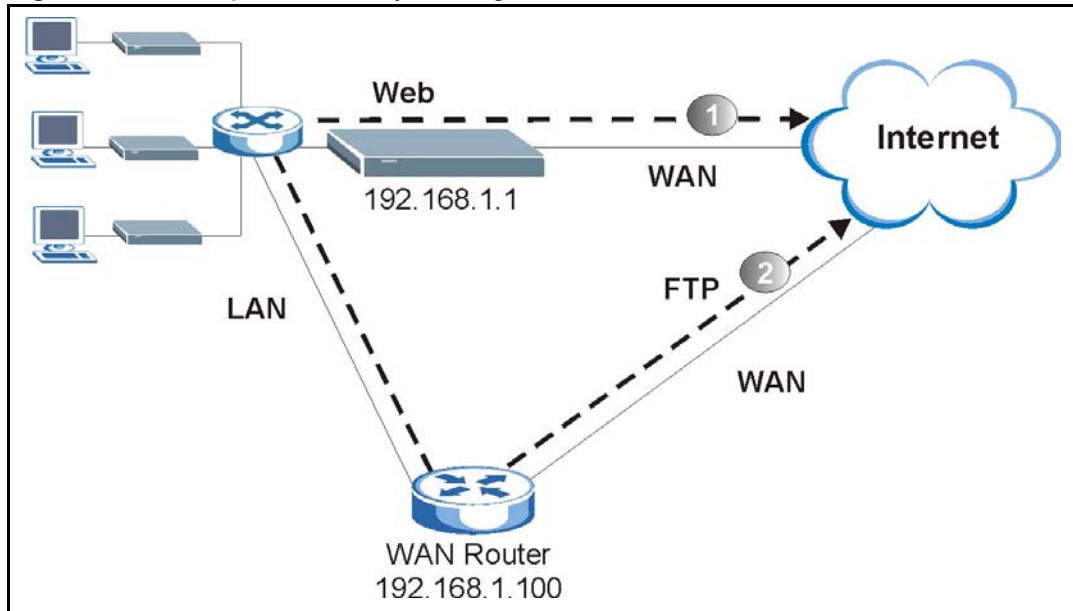 Web
1
Internet
WAN
192.168.1.1
2
FTP
LAN
WAN
WAN Router
192.168.1.100